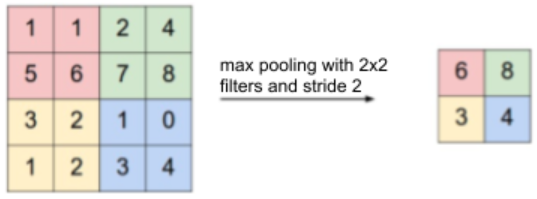 1 1 2 4
5 6 7 8
3 2 1 0
1 2 3 4
max pooling with 2x2
filters and stride 2
6 8
3 4